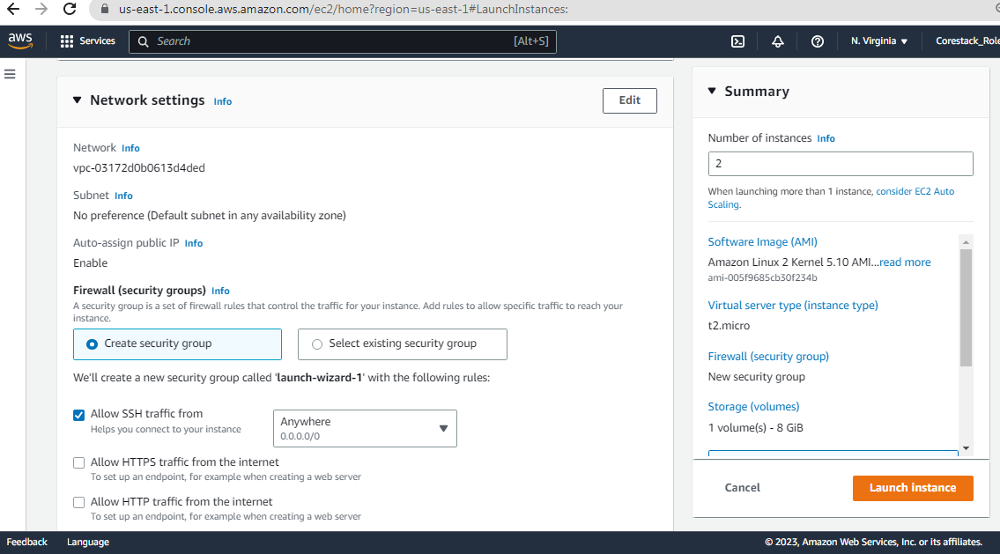 us-east-1.console.aws.amazon.com/ec2/home?region=us-east-1#LaunchInstances:
aws
Services
Search
[Alt+S]
N. Virginia
Corestack_Role
Network settings Info
Edit
Network Info
vpc-03172d0b0613d4ded
Subnet Info
No preference (Default subnet in any availability zone)
Auto-assign public IP Info
Enable
Firewall (security groups) Info
A security group is a set of firewall rules that control the traffic for your instance. Add rules to allow specific traffic to reach your
instance.
Create security group
Select existing security group
We'll create a new security group called 'launch-wizard-1' with the following rules:
Allow SSH traffic from
Helps you connect to your instance
Anywhere
0.0.0.0/0
Allow HTTPS traffic from the internet
To set up an endpoint, for example when creating a web server
Allow HTTP traffic from the internet
To set up an endpoint, for example when creating a web server
Summary
Number of instances Info
2
When launching more than 1 instance, consider EC2 Auto
Scaling.
Software Image (AMI)
Amazon Linux 2 Kernel 5.10 AMI...read more
ami-005f9685cb30f234b
Virtual server type (instance type)
t2.micro
Firewall (security group)
New security group
Storage (volumes)
1 volume(s) - 8 GiB
Cancel
Launch instance
Feedback
Language
© 2023, Amazon Web Services, Inc. or its affiliates.